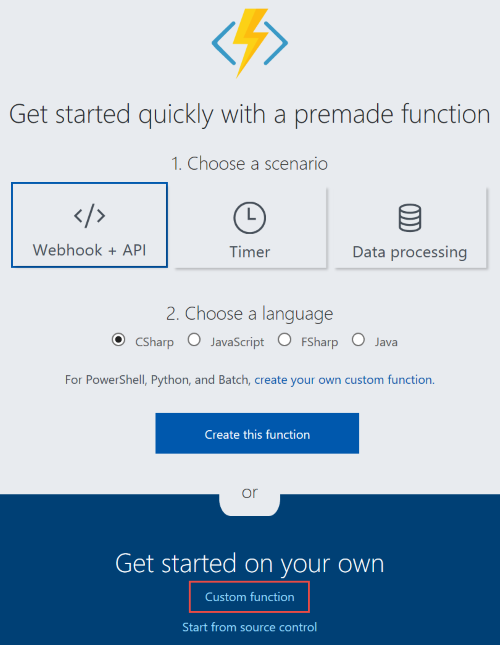 Get started quickly with a premade function
1. Choose a scenario
Webhook + API
Timer
Data processing
2. Choose a language
CSharp
JavaScript
FSharp
Java
For PowerShell, Python, and Batch, create your own custom function.
Create this function
or
Get started on your own
Custom function
Start from source control